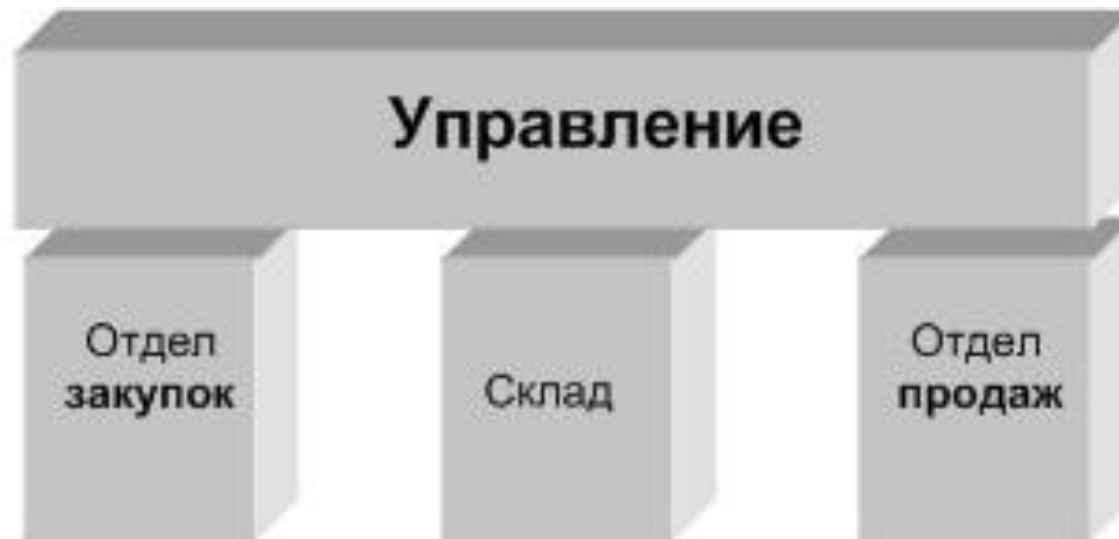 Управление
Отдел
закупок
Склад
Отдел
продаж